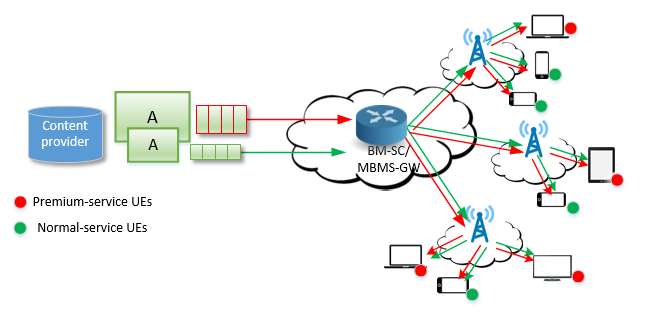 Content
provider
A
A
BM-SC/
MBMS-GW
Premium-service UEs
Normal-service UEs